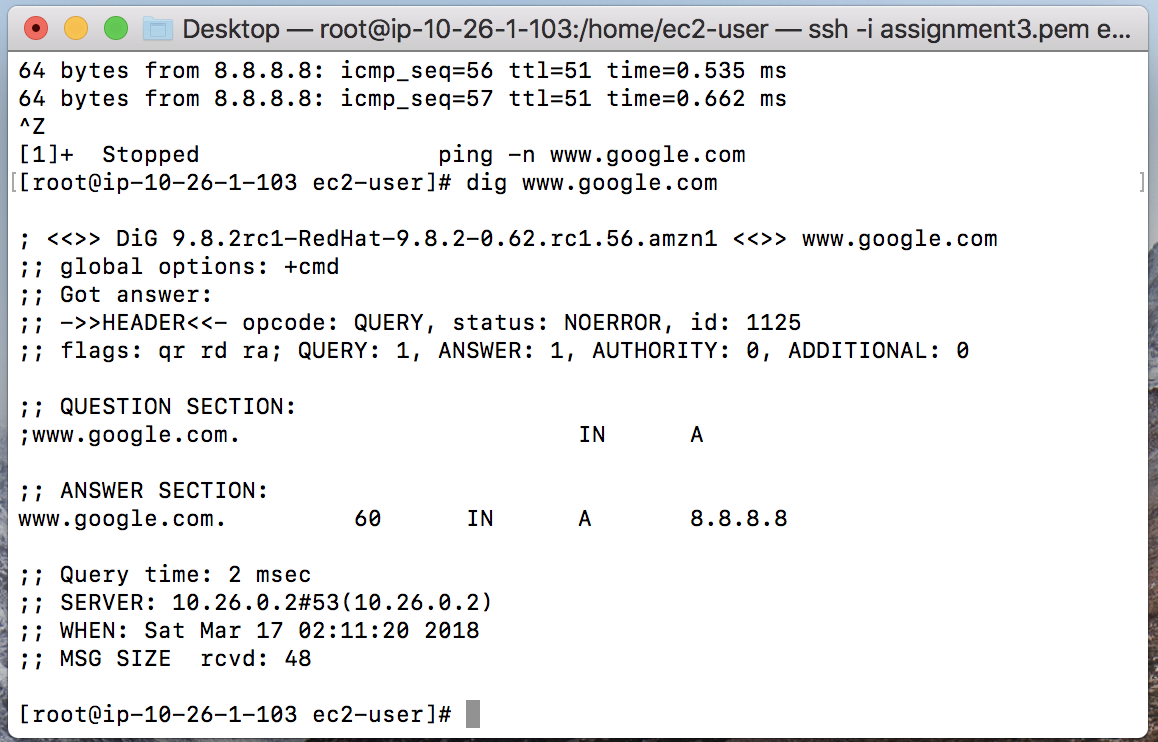 Desktop — root@ip-10-26-1-103:/home/ec2-user — ssh -i assignment3.pem e...
64 bytes from 8.8.8.8: icmp_seq=56 ttl=51 time=0.535 ms
64 bytes from 8.8.8.8: icmp_seq=57 ttl=51 time=0.662 ms
^Z
[1]+  Stopped                 ping -n www.google.com
[[root@ip-10-26-1-103 ec2-user]# dig www.google.com ]

; <<>> DiG 9.8.2rc1-RedHat-9.8.2-0.62.rc1.56.amzn1 <<>> www.google.com
;; global options: +cmd
;; Got answer:
;; ->>HEADER<<- opcode: QUERY, status: NOERROR, id: 1125
;; flags: qr rd ra; QUERY: 1, ANSWER: 1, AUTHORITY: 0, ADDITIONAL: 0

;; QUESTION SECTION:
;www.google.com.                        IN      A

;; ANSWER SECTION:
www.google.com.         60      IN      A       8.8.8.8

;; Query time: 2 msec
;; SERVER: 10.26.0.2#53(10.26.0.2)
;; WHEN: Sat Mar 17 02:11:20 2018
;; MSG SIZE  rcvd: 48

[root@ip-10-26-1-103 ec2-user]#